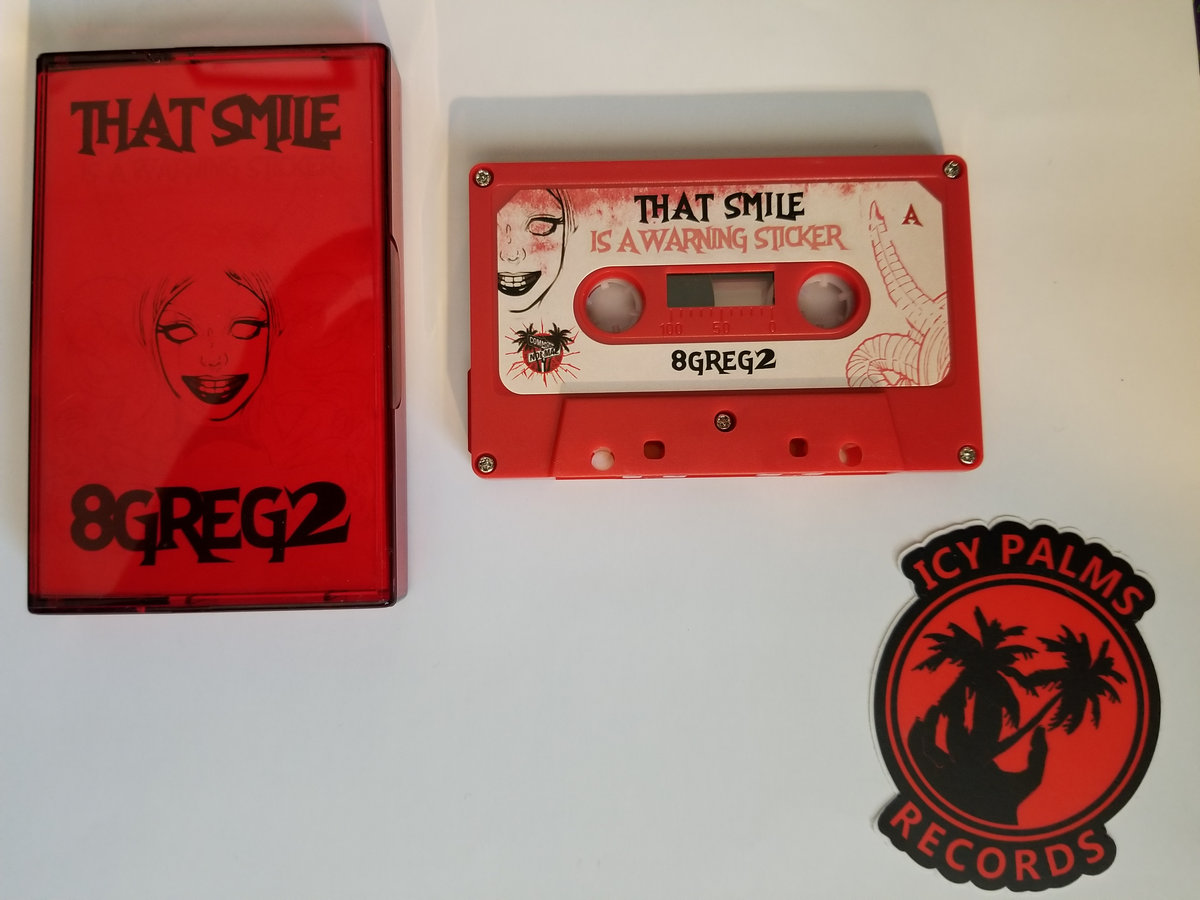 THAT SMILE
8GREG2
THAT SMILE
IS A WARNING STICKER
A
100 50 0
8GREG2
ICY PALMS
RECORDS